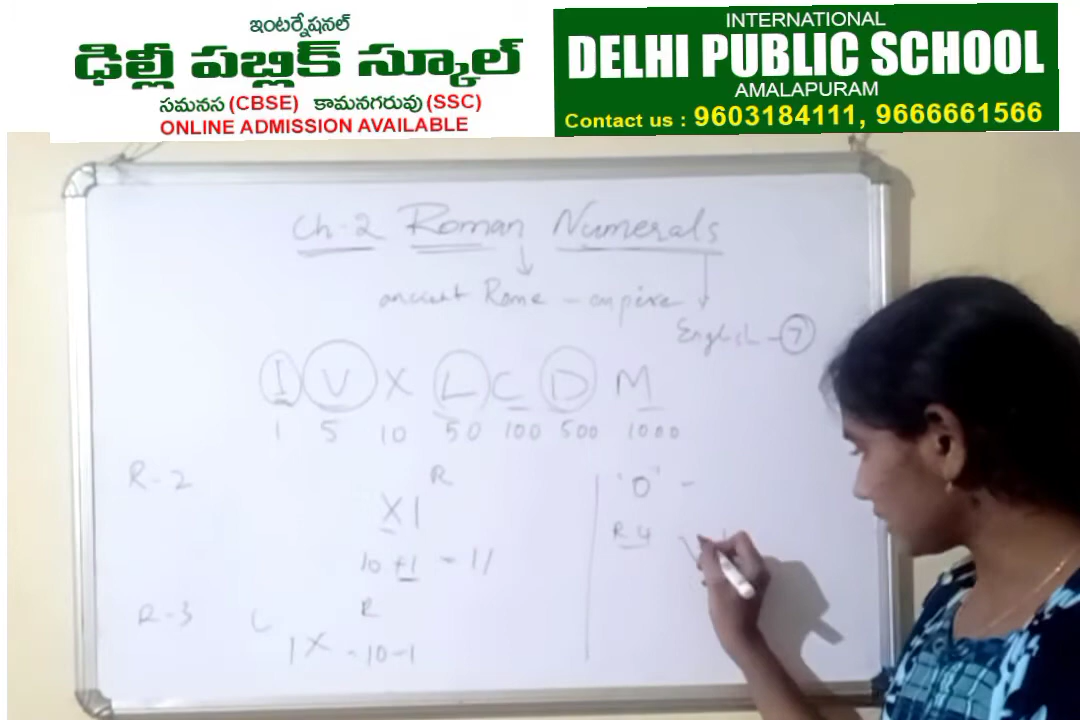 ఇంటర్నేషనల్
ఢిల్లీ పబ్లిక్ స్కూల్
సమనస (CBSE) కామనగరువు (SSC)
ONLINE ADMISSION AVAILABLE
INTERNATIONAL
DELHI PUBLIC SCHOOL
AMALAPURAM
Contact us : 9603184111, 9666661566
Ch-2 Roman Numerals
ancient Rome - empire
English - 7
I V X L C D M
1 5 10 50 100 500 1000
R-2
R
X I
10 +1 - 11
R-3
L
R
I X - 10-1
'0' -
R 4
V